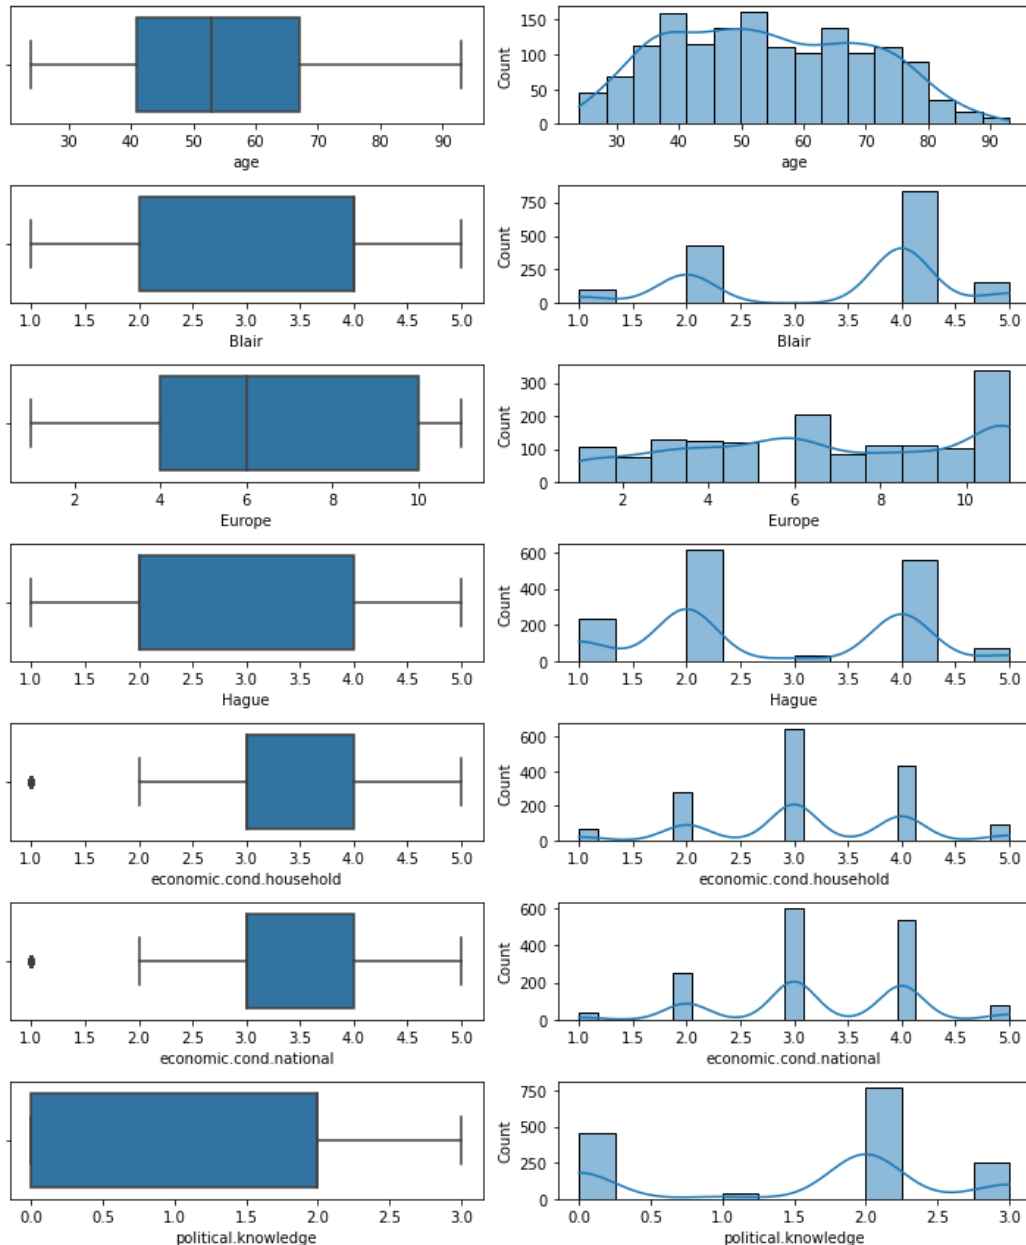 30 40 50 60 70 80 90
age
Count
150
100
50
0
30 40 50 60 70 80 90
age
1.0 1.5 2.0 2.5 3.0 3.5 4.0 4.5 5.0
Blair
Count
750
500
250
0
1.0 1.5 2.0 2.5 3.0 3.5 4.0 4.5 5.0
Blair
2 4 6 8 10
Europe
Count
300
200
100
0
2 4 6 8 10
Europe
1.0 1.5 2.0 2.5 3.0 3.5 4.0 4.5 5.0
Hague
Count
600
400
200
0
1.0 1.5 2.0 2.5 3.0 3.5 4.0 4.5 5.0
Hague
1.0 1.5 2.0 2.5 3.0 3.5 4.0 4.5 5.0
economic.cond.household
Count
600
400
200
0
1.0 1.5 2.0 2.5 3.0 3.5 4.0 4.5 5.0
economic.cond.household
1.0 1.5 2.0 2.5 3.0 3.5 4.0 4.5 5.0
economic.cond.national
Count
600
400
200
0
1.0 1.5 2.0 2.5 3.0 3.5 4.0 4.5 5.0
economic.cond.national
0.0 0.5 1.0 1.5 2.0 2.5 3.0
political.knowledge
Count
750
500
250
0
0.0 0.5 1.0 1.5 2.0 2.5 3.0
political.knowledge